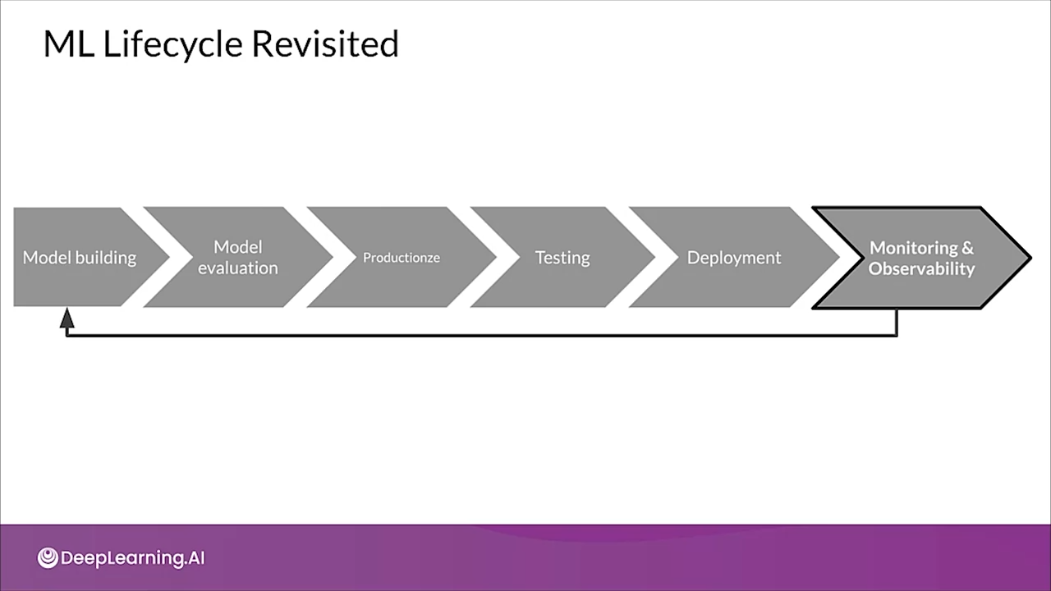 ML Lifecycle Revisited
Model building
Model
evaluation
Productionze
Testing
Deployment
Monitoring &
Observability
DeepLearning.AI